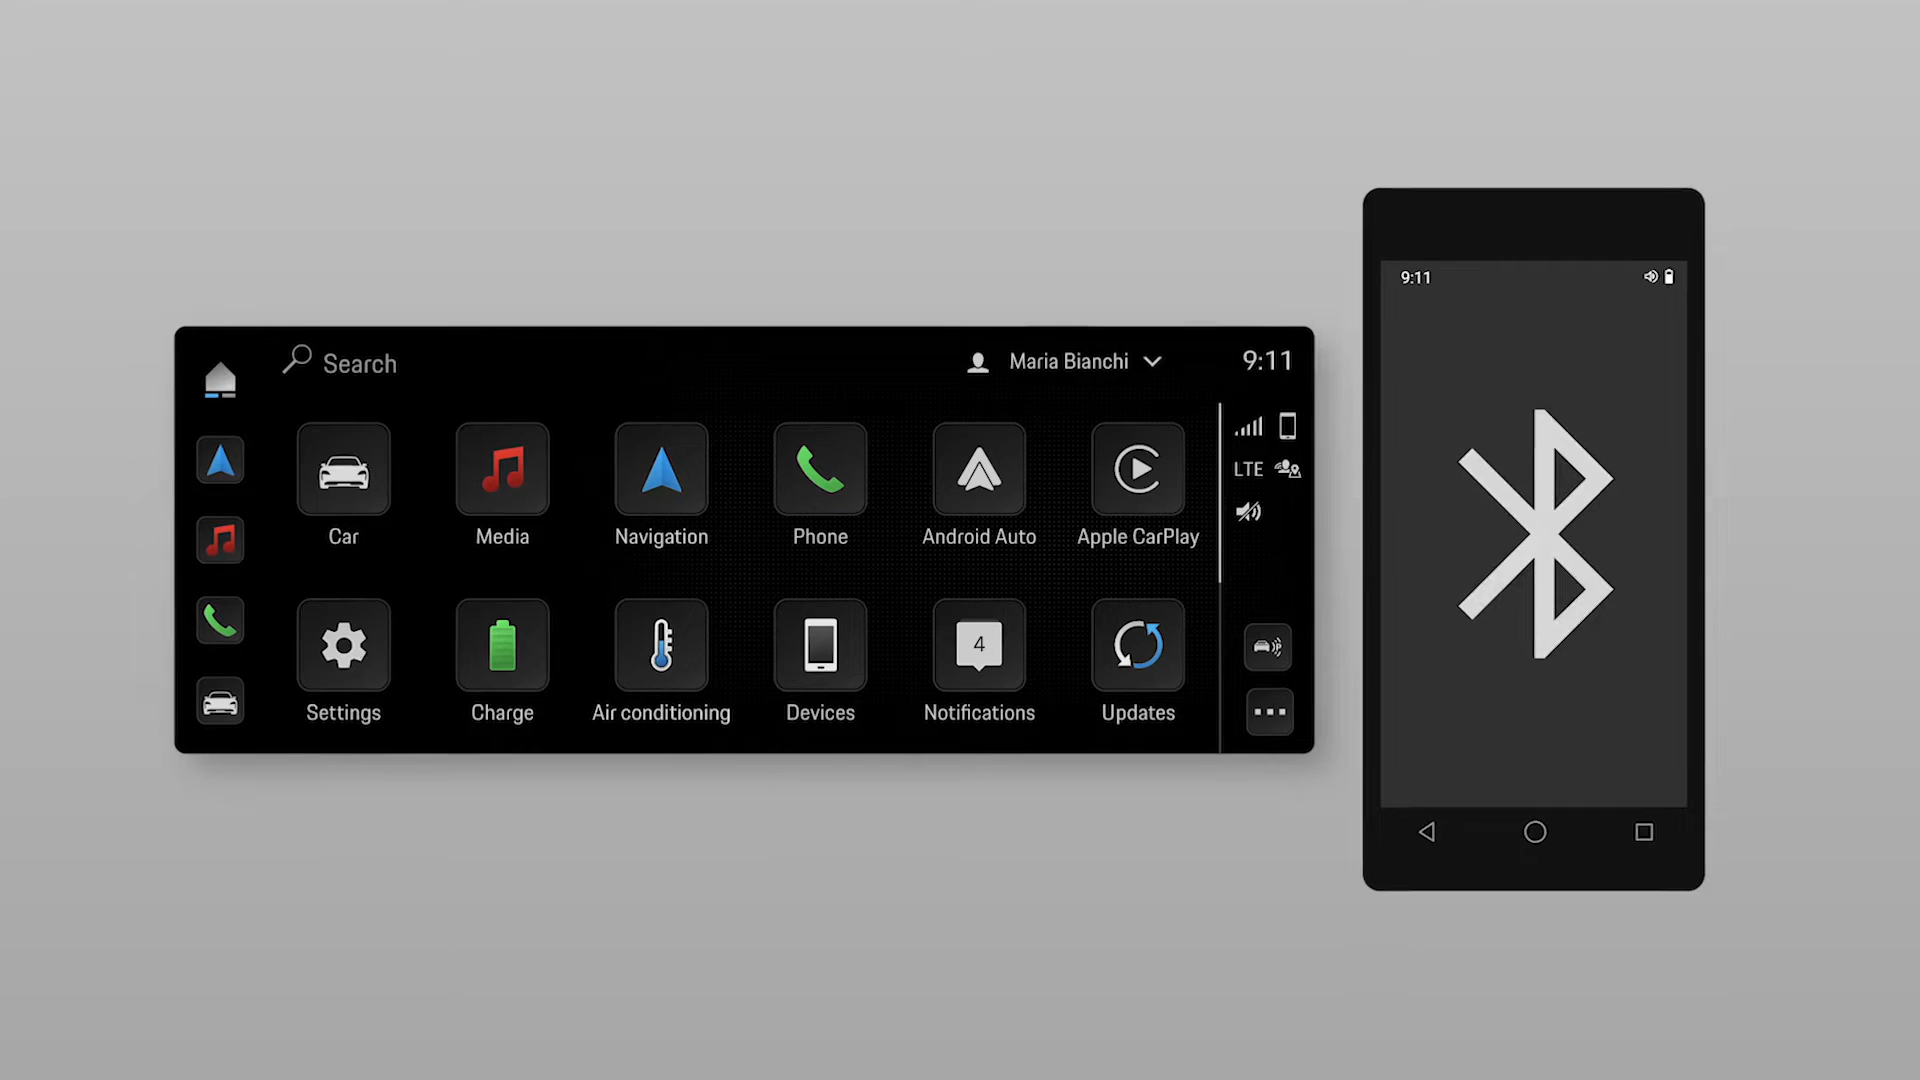 Search
Maria Bianchi
9:11
LTE
Car
Media
Navigation
Phone
Android Auto
Apple CarPlay
Settings
Charge
Air conditioning
Devices
4
Notifications
Updates
P
9:11